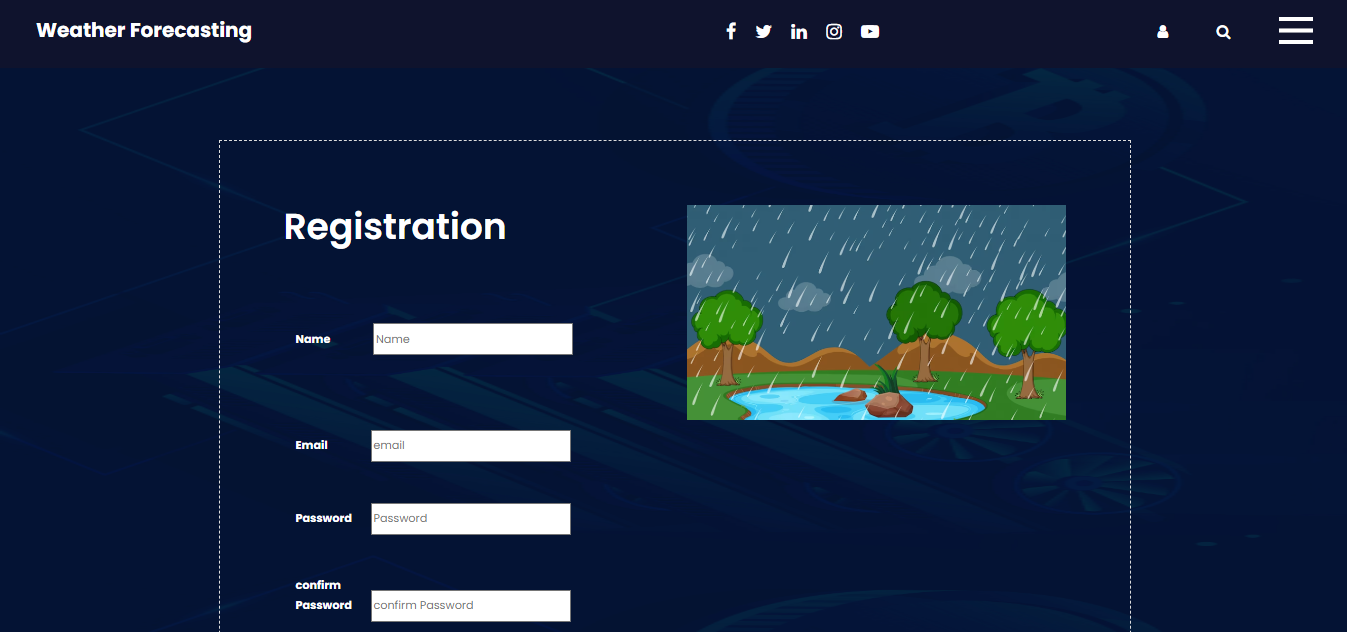 Weather Forecasting
Registration
Name Name
Email email
Password Password
confirm
Password confirm Password